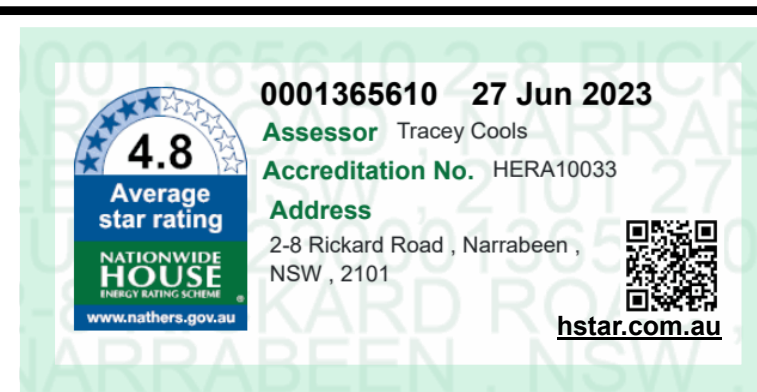 0001365610 27 Jun 2023
Assessor Tracey Cools
Accreditation No. HERA10033
Address
2-8 Rickard Road , Narrabeen ,
NSW , 2101
hstar.com.au
4.8
Average
star rating
NATIONWIDE
HOUSE
ENERGY RATING SCHEME ®
www.nathers.gov.au